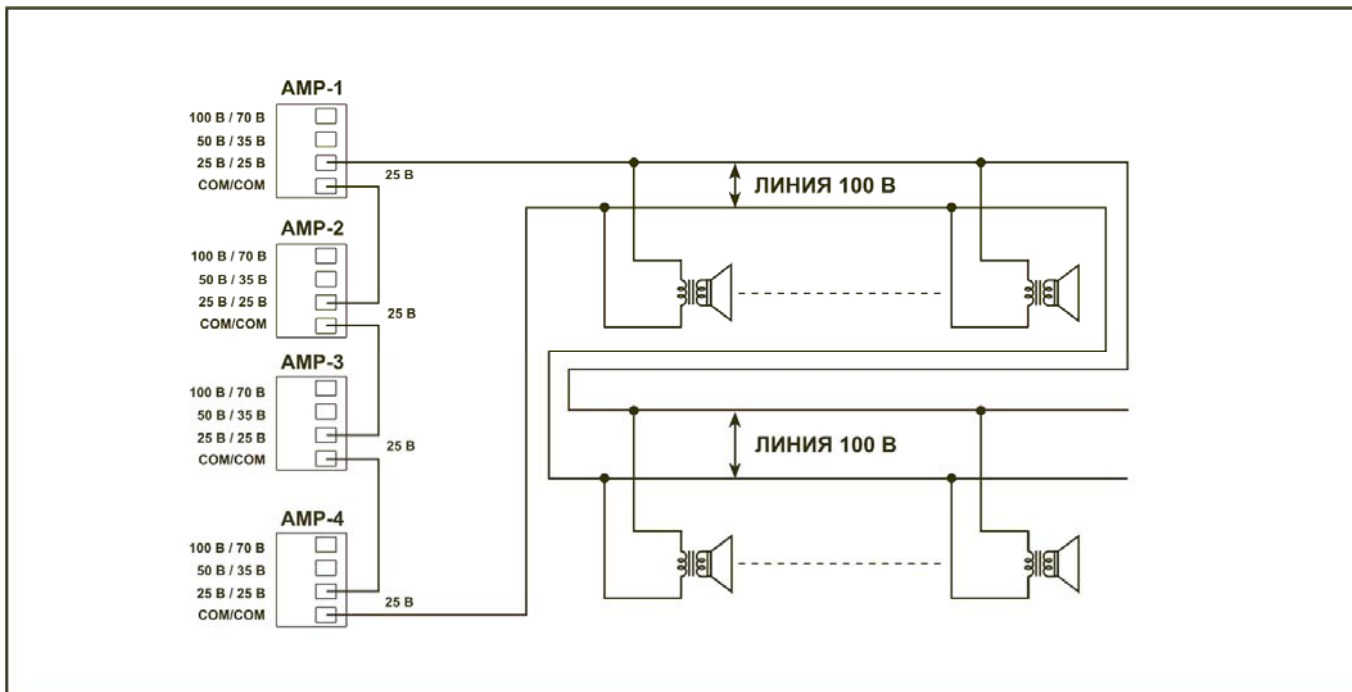 AMP-1
100 В / 70 В
50 В / 35 В
25 В / 25 В
COM/COM
25 В
AMP-2
100 В / 70 В
50 В / 35 В
25 В / 25 В
COM/COM
25 В
AMP-3
100 В / 70 В
50 В / 35 В
25 В / 25 В
COM/COM
25 В
AMP-4
100 В / 70 В
50 В / 35 В
25 В / 25 В
COM/COM
25 В
ЛИНИЯ 100 В
ЛИНИЯ 100 В